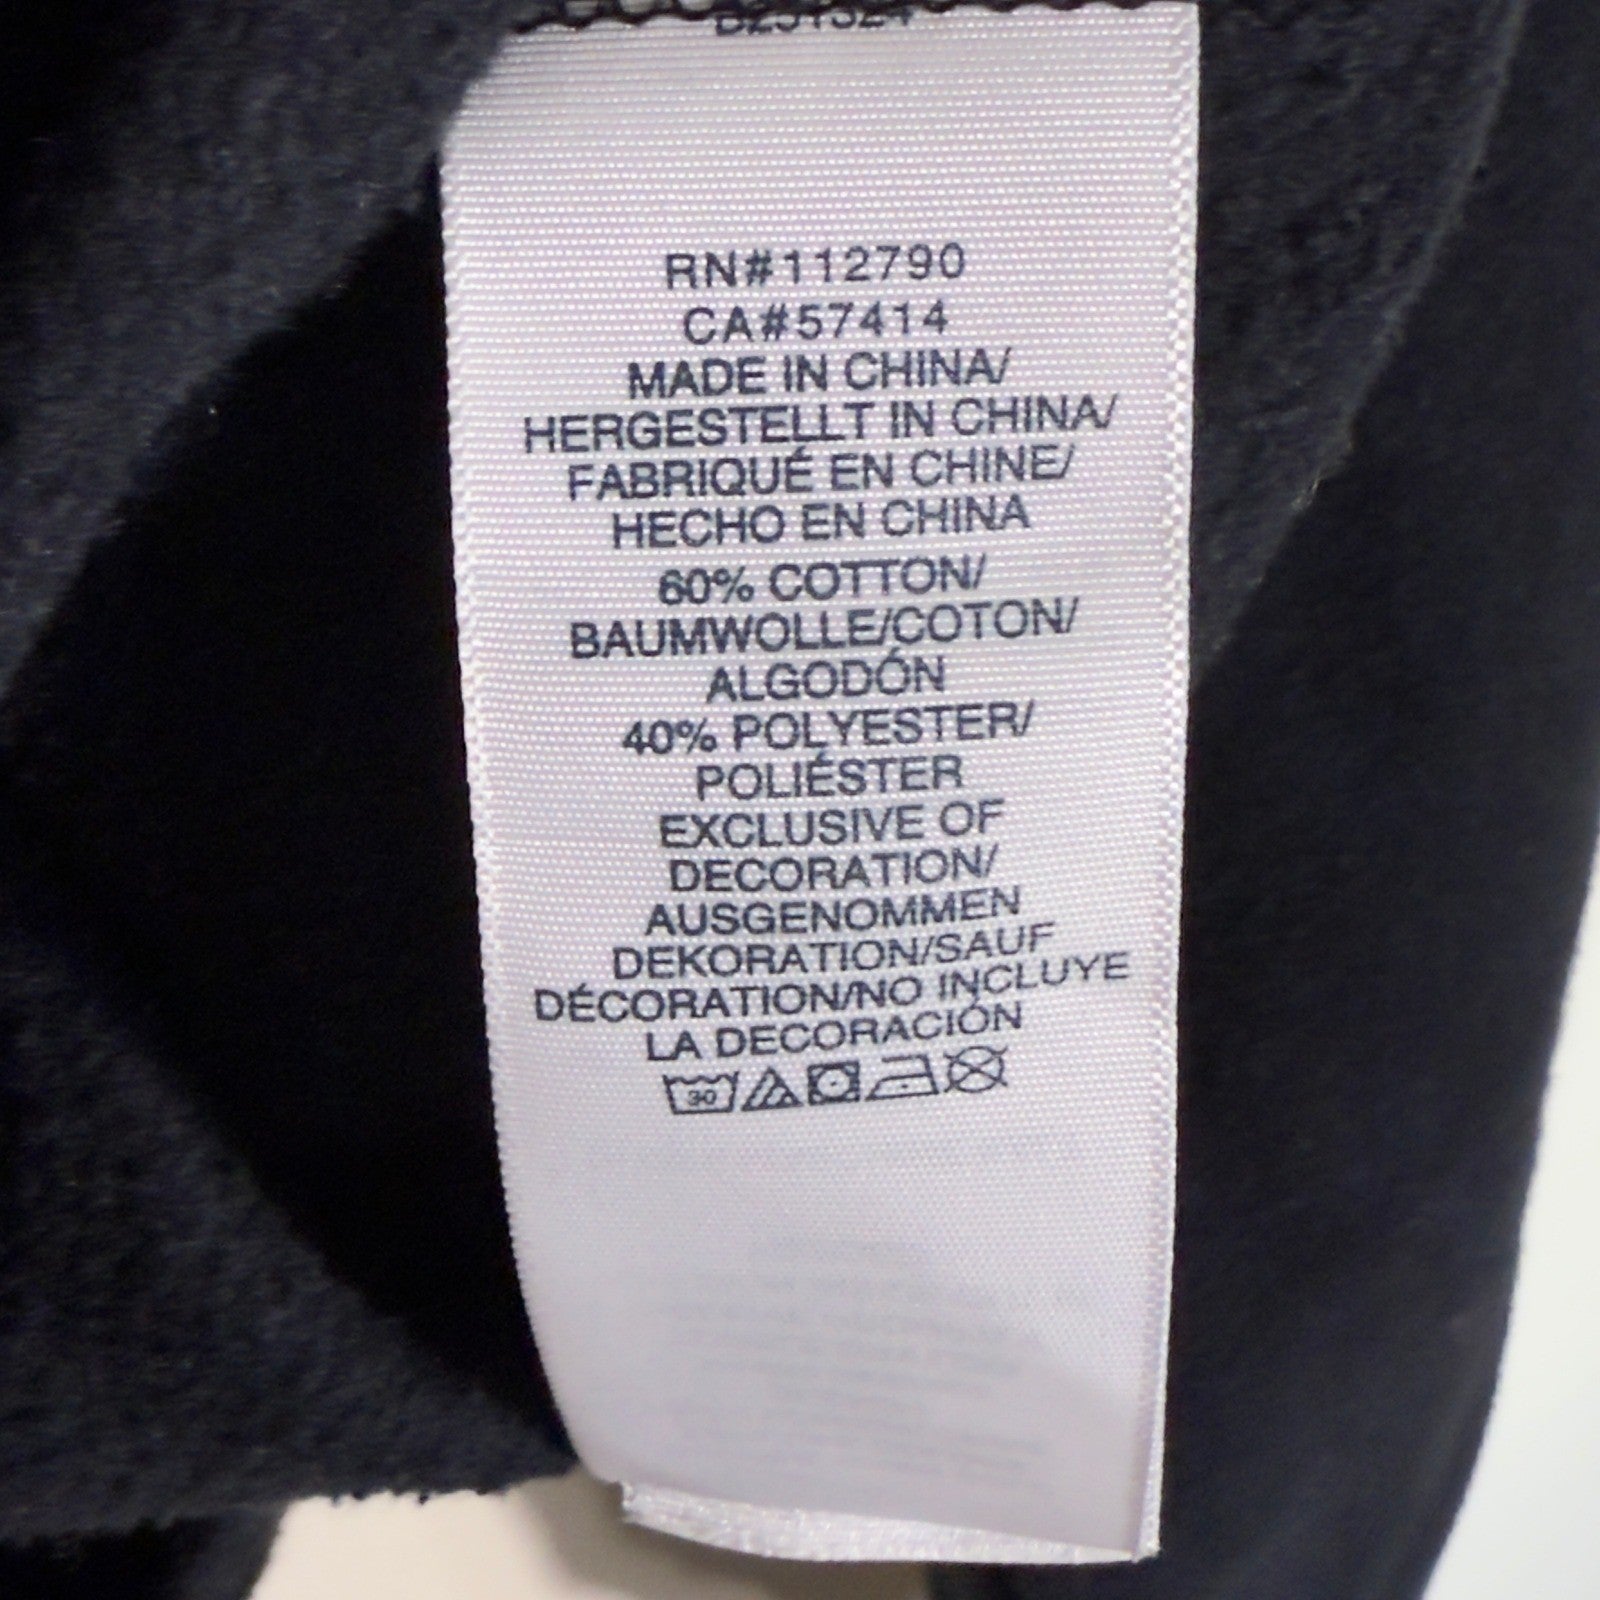 RN#112790
CA#57414
MADE IN CHINA/
HERGESTELLT IN CHINA/
FABRIQUÉ EN CHINE/
HECHO EN CHINA
60% COTTON/
BAUMWOLLE/COTON/
ALGODÓN
40% POLYESTER/
POLIÉSTER
EXCLUSIVE OF
DECORATION/
AUSGENOMMEN
DEKORATION/SAUF
DÉCORATION/NO INCLUYE
LA DECORACIÓN
30